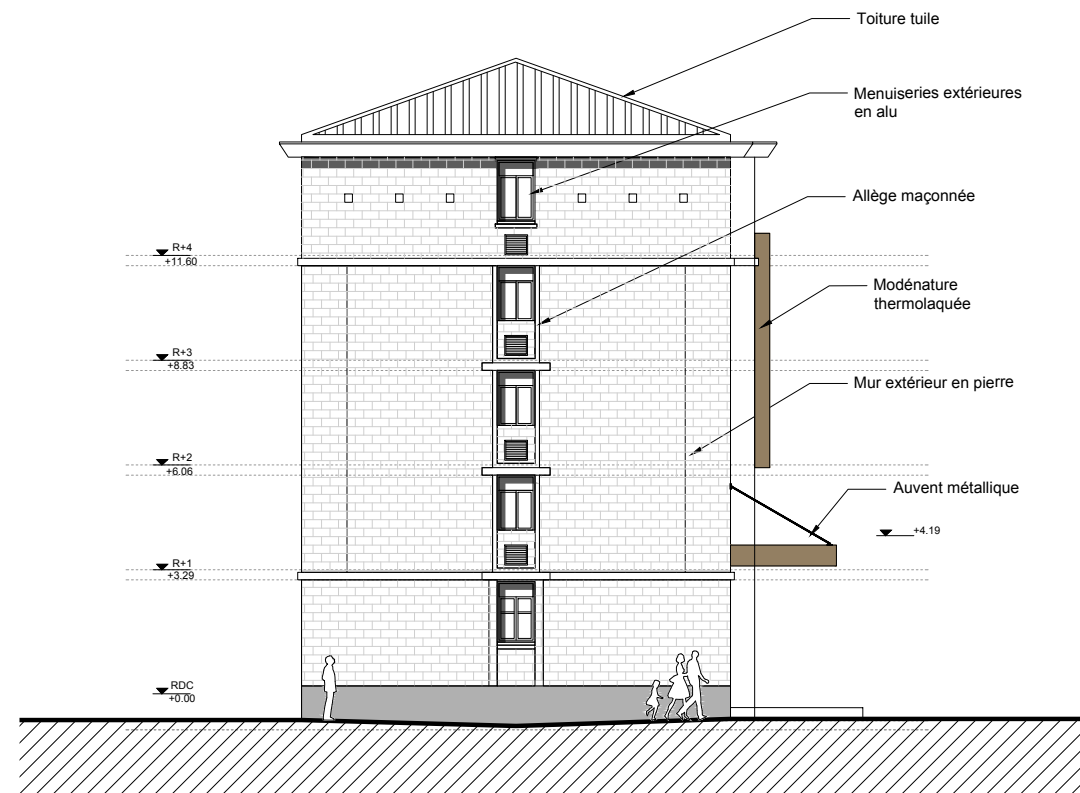 Toiture tuile
Menuiseries extérieures
en alu
Allège maçonnée
R+4
+11.60
Modénature
thermolaquée
R+3
+8.83
Mur extérieur en pierre
R+2
+6.06
Auvent métallique
+4.19
R+1
+3.29
RDC
+0.00